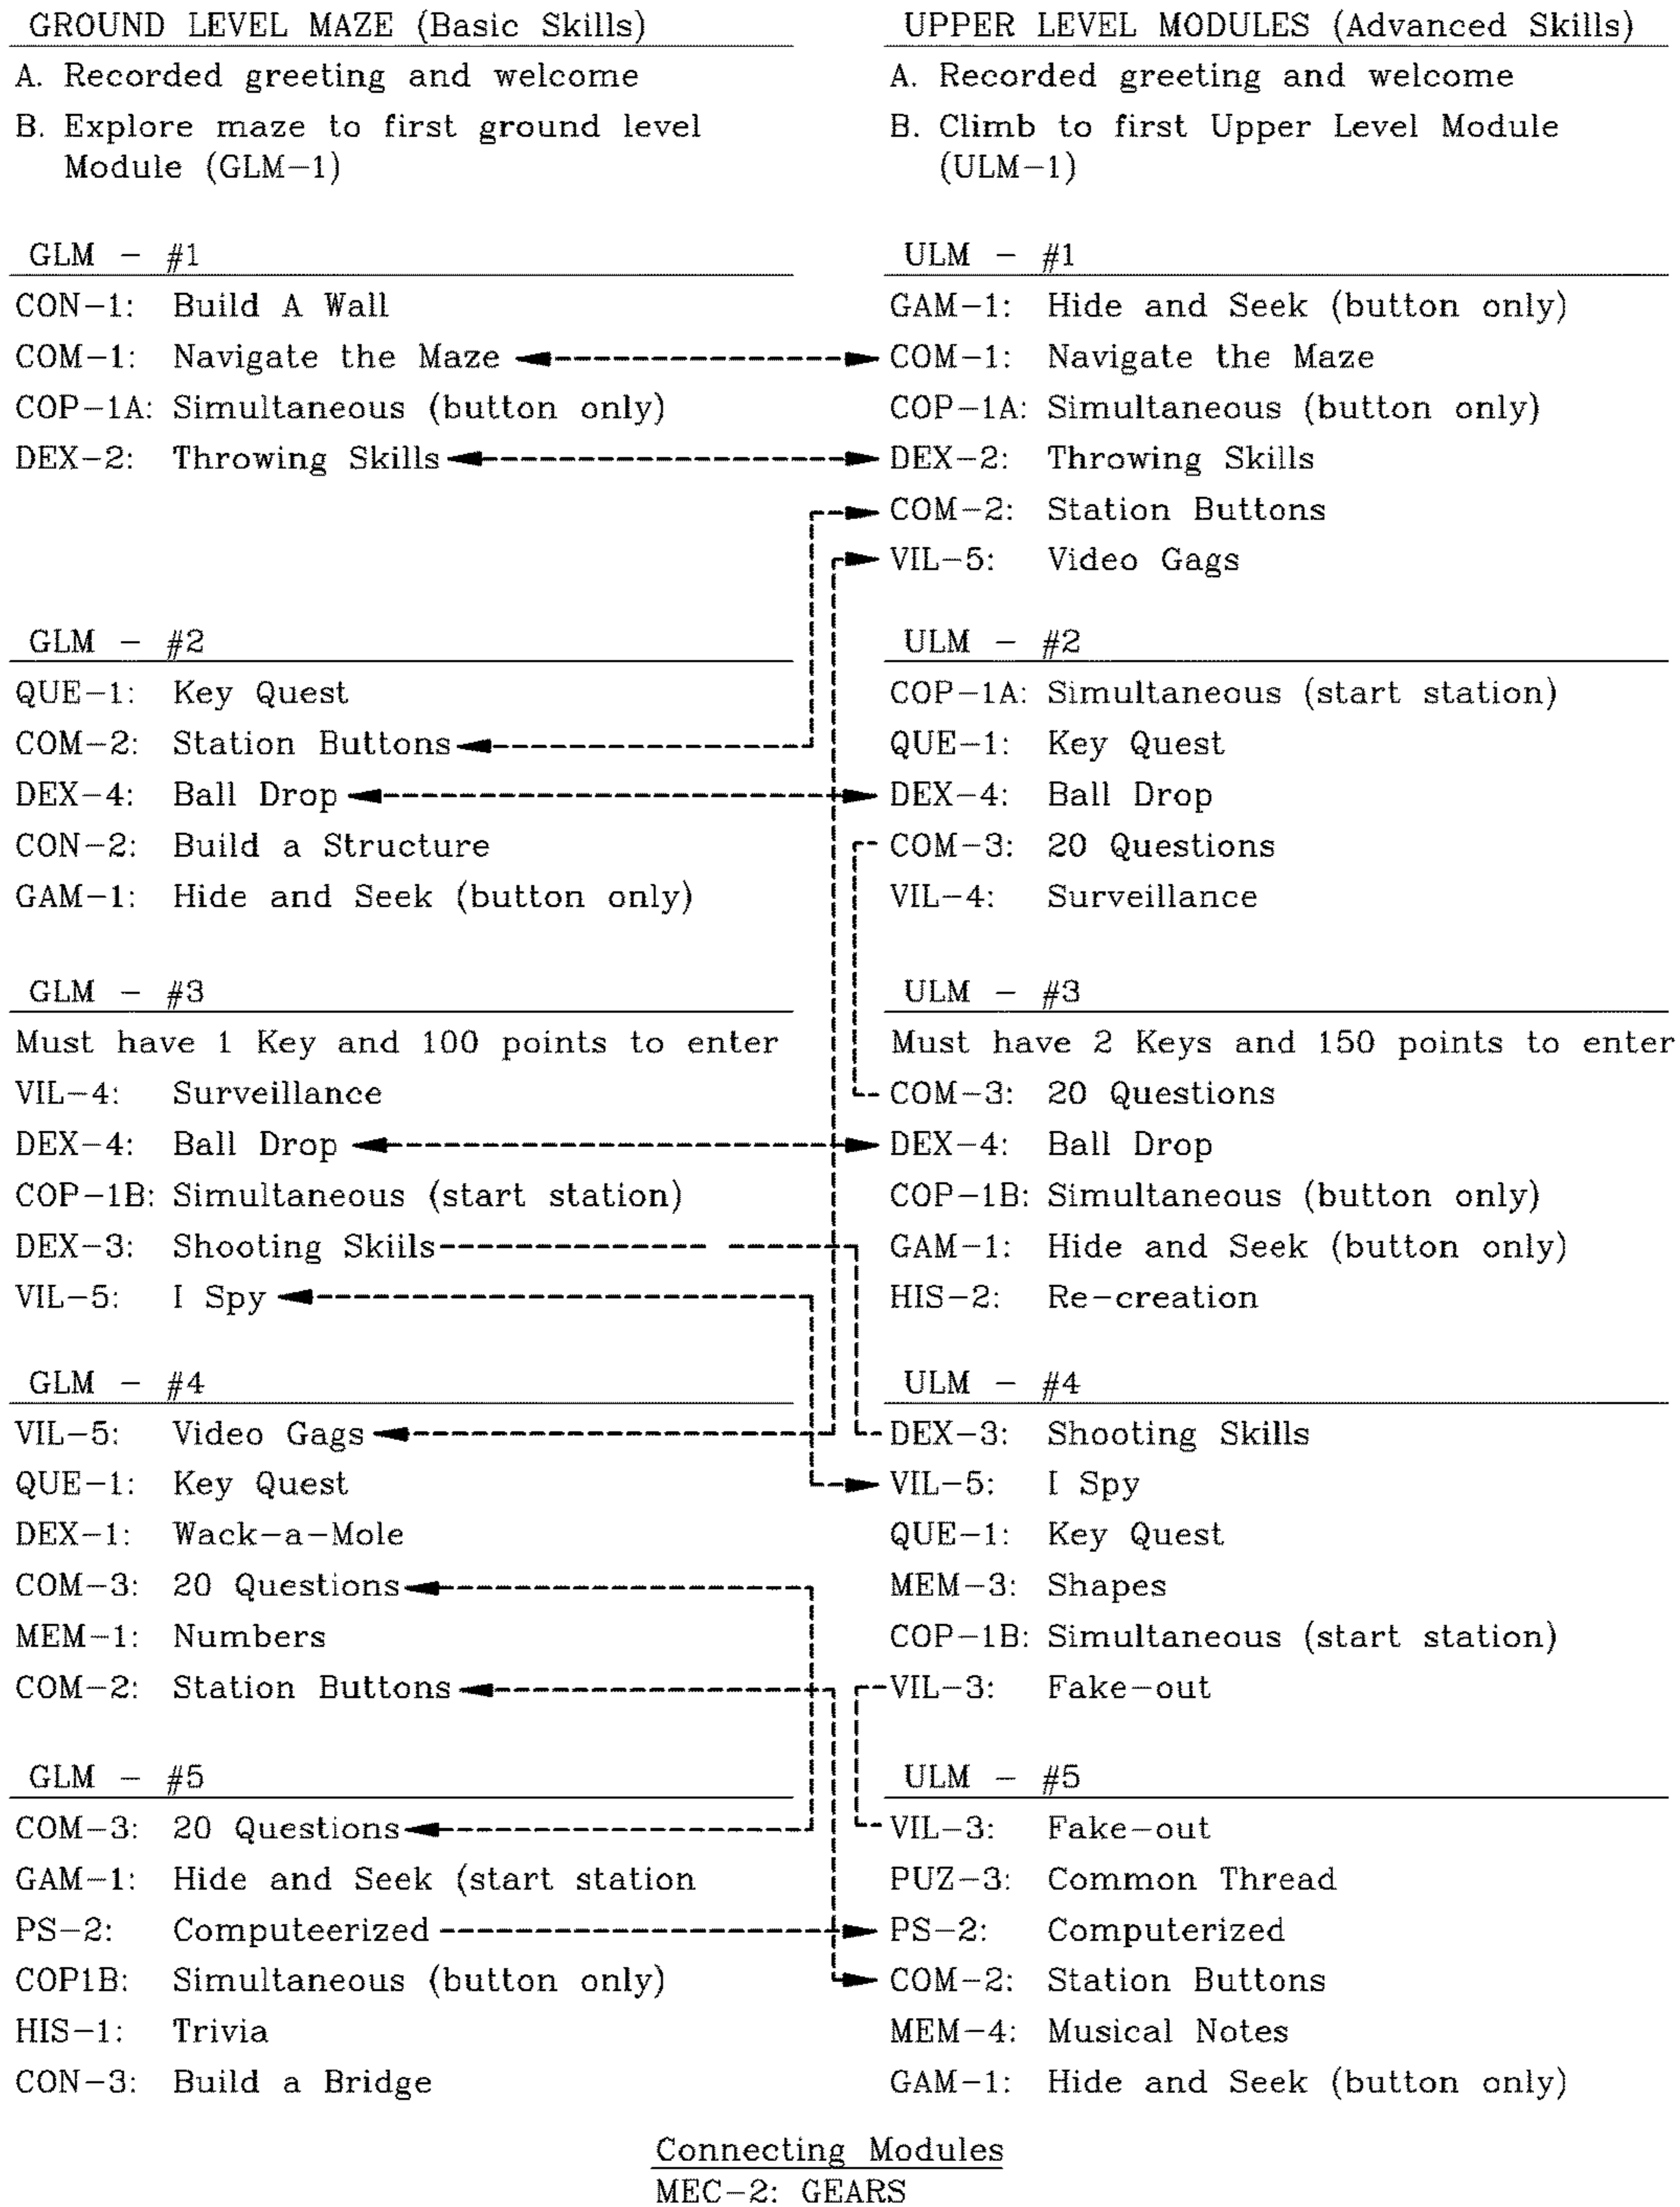 GROUND LEVEL MAZE (Basic Skills)
A. Recorded greeting and welcome
B. Explore maze to first ground level
Module (GLM-1)
GLM - #1
CON-1: Build A Wall
COM-1: Navigate the Maze
COP-1A: Simultaneous (button only)
DEX-2: Throwing Skills
GLM - #2
QUE-1: Key Quest
COM-2: Station Buttons
DEX-4: Ball Drop
CON-2: Build a Structure
GAM-1: Hide and Seek (button only)
GLM - #3
Must have 1 Key and 100 points to enter
VIL-4: Surveillance
DEX-4: Ball Drop
COP-1B: Simultaneous (start station)
DEX-3: Shooting Skiils
VIL-5: I Spy
GLM - #4
VIL-5: Video Gags
QUE-1: Key Quest
DEX-1: Wack-a-Mole
COM-3: 20 Questions
MEM-1: Numbers
COM-2: Station Buttons
GLM - #5
COM-3: 20 Questions
GAM-1: Hide and Seek (start station
PS-2: Computeerized
COP1B: Simultaneous (button only)
HIS-1: Trivia
CON-3: Build a Bridge
UPPER LEVEL MODULES (Advanced Skills)
A. Recorded greeting and welcome
B. Climb to first Upper Level Module
(ULM-1)
ULM - #1
GAM-1: Hide and Seek (button only)
COM-1: Navigate the Maze
COP-1A: Simultaneous (button only)
DEX-2: Throwing Skills
COM-2: Station Buttons
VIL-5: Video Gags
ULM - #2
COP-1A: Simultaneous (start station)
QUE-1: Key Quest
DEX-4: Ball Drop
COM-3: 20 Questions
VIL-4: Surveillance
ULM - #3
Must have 2 Keys and 150 points to enter
COM-3: 20 Questions
DEX-4: Ball Drop
COP-1B: Simultaneous (button only)
GAM-1: Hide and Seek (button only)
HIS-2: Re-creation
ULM - #4
DEX-3: Shooting Skills
VIL-5: I Spy
QUE-1: Key Quest
MEM-3: Shapes
COP-1B: Simultaneous (start station)
VIL-3: Fake-out
ULM - #5
VIL-3: Fake-out
PUZ-3: Common Thread
PS-2: Computerized
COM-2: Station Buttons
MEM-4: Musical Notes
GAM-1: Hide and Seek (button only)
Connecting Modules
MEC-2: GEARS